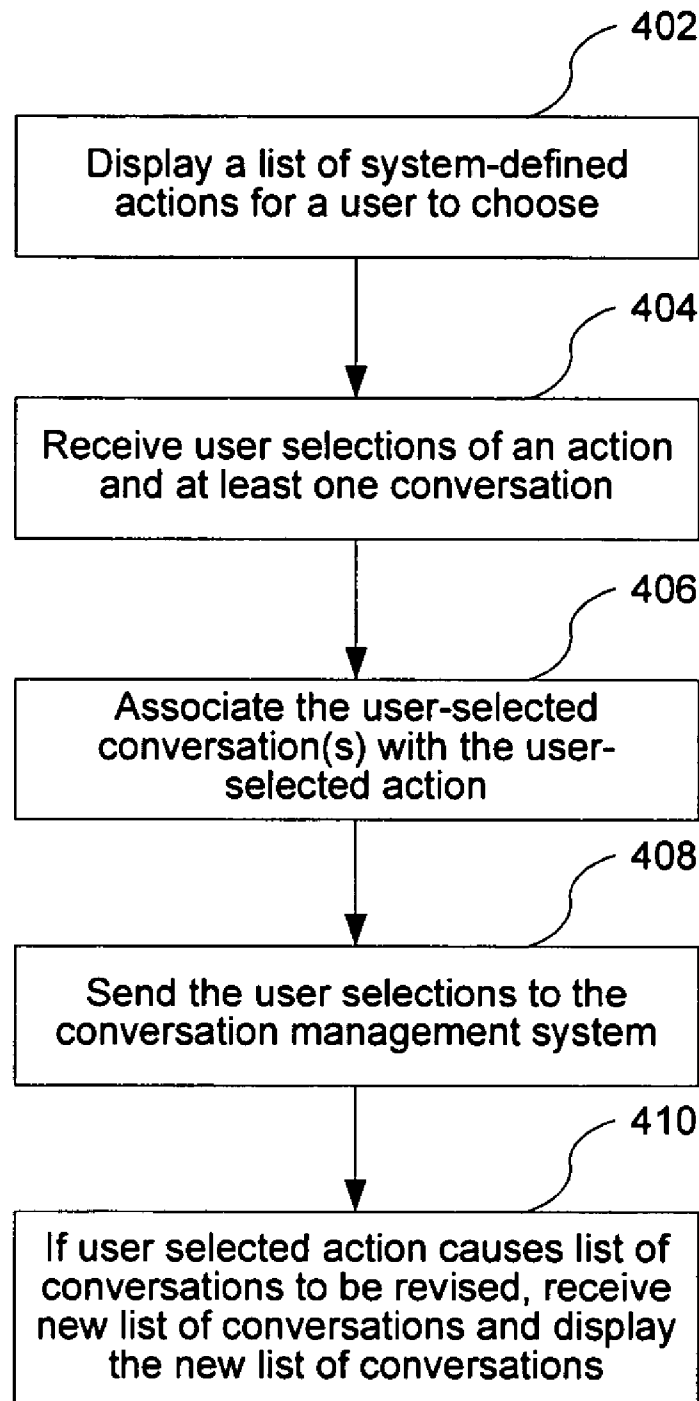 402
Display a list of system-defined
actions for a user to choose
404
Receive user selections of an action
and at least one conversation
406
Associate the user-selected
conversation(s) with the user-
selected action
408
Send the user selections to the
conversation management system
410
If user selected action causes list of
conversations to be revised, receive
new list of conversations and display
the new list of conversations